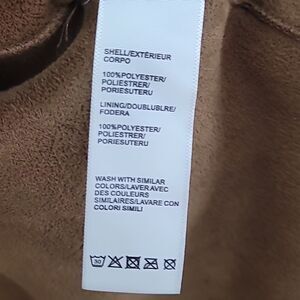 SHELL/EXTÉRIEUR
CORPO
100%POLYESTER/
POLIESTRER/
PORIESUTERU
LINING/DOUBLUBLRE/
FODERA
100%POLYESTER/
POLIESTRER/
PORIESUTERU
WASH WITH SIMILAR
COLORS/LAVER AVEC
DES COULEURS
SIMILAIRES/LAVARE CON
COLORI SIMILI
30